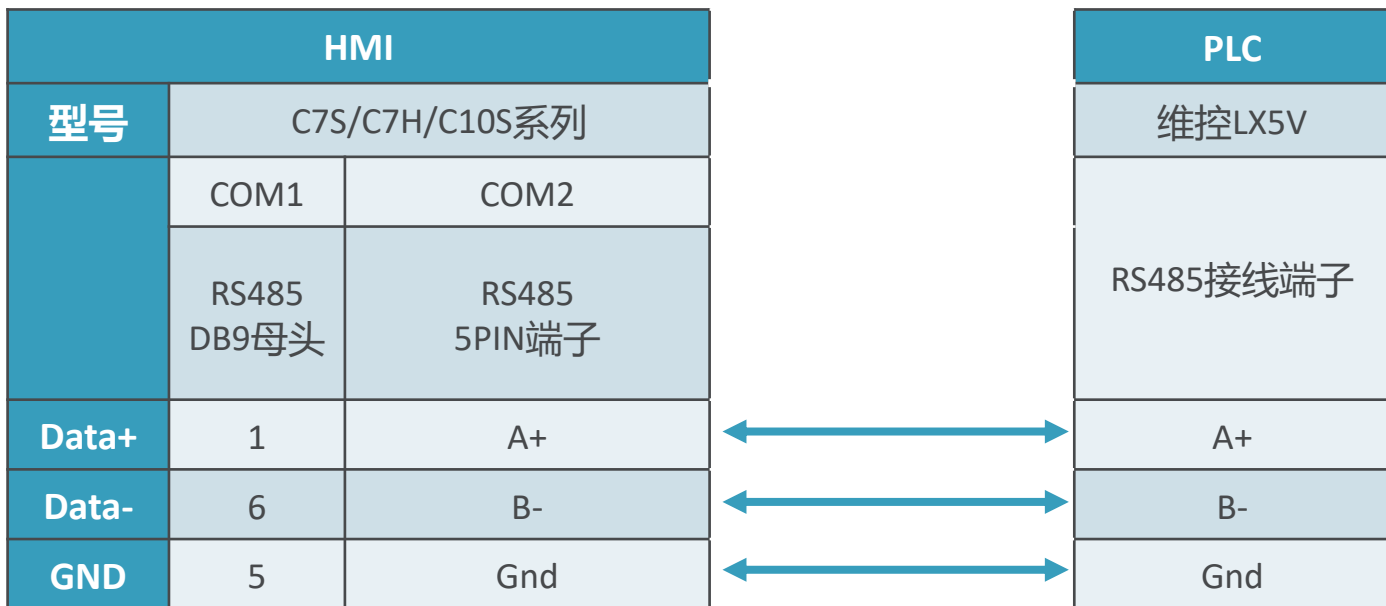 HMI PLC
型号 C7S/C7H/C10S系列 维控LX5V
COM1 COM2
RS485 RS485 RS485接线端子
DB9母头 5PIN端子
Data+ 1 A+ A+
Data- 6 B- B-
GND 5 Gnd Gnd